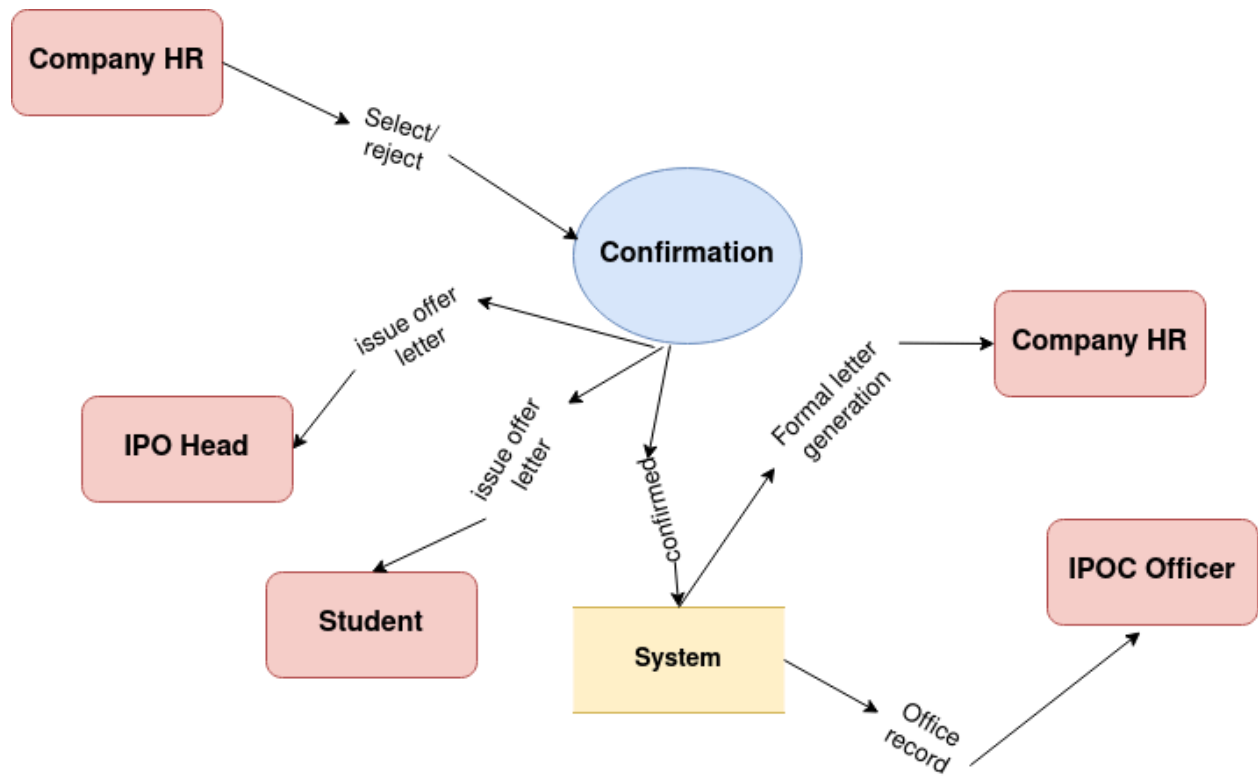 Company HR
Select/
reject
Confirmation
issue offer
letter
Company HR
Formal letter
generation
IPO Head
issue offer
letter
confirmed
IPOC Officer
Student
System
Office
record